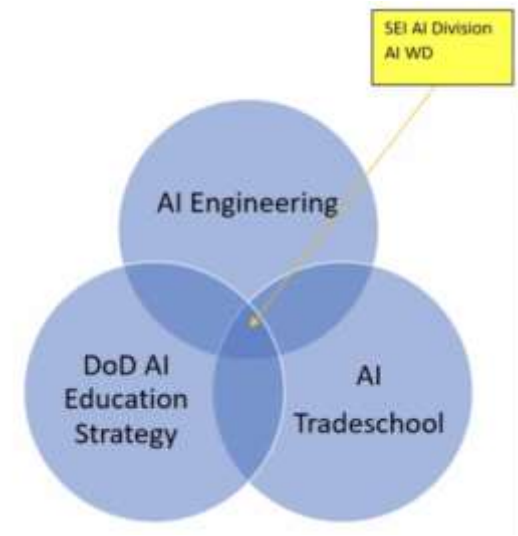 SEI AI Division
AI WD
AI Engineering
DoD AI
Education
Strategy
AI
Tradeschool